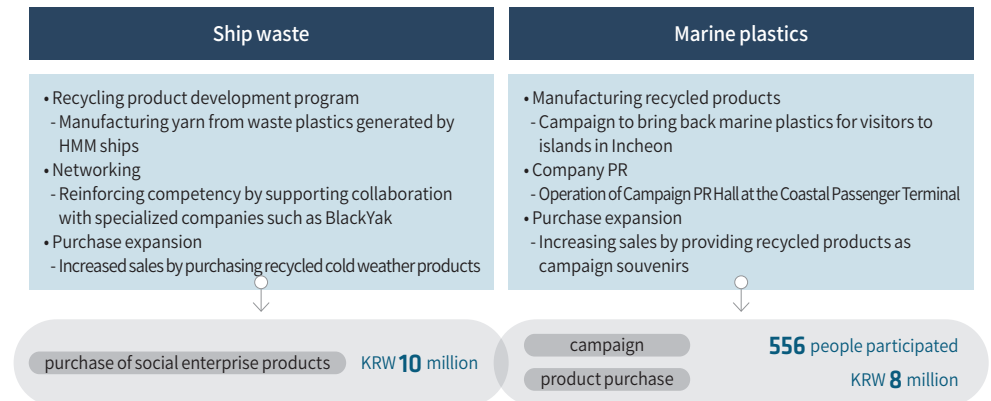 Ship waste
• Recycling product development program
- Manufacturing yarn from waste plastics generated by
HMM ships
• Networking
- Reinforcing competency by supporting collaboration
with specialized companies such as BlackYak
• Purchase expansion
- Increased sales by purchasing recycled cold weather products
purchase of social enterprise products KRW 10 million
Marine plastics
• Manufacturing recycled products
- Campaign to bring back marine plastics for visitors to
islands in Incheon
• Company PR
- Operation of Campaign PR Hall at the Coastal Passenger Terminal
• Purchase expansion
- Increasing sales by providing recycled products as
campaign souvenirs
campaign 556 people participated
product purchase KRW 8 million